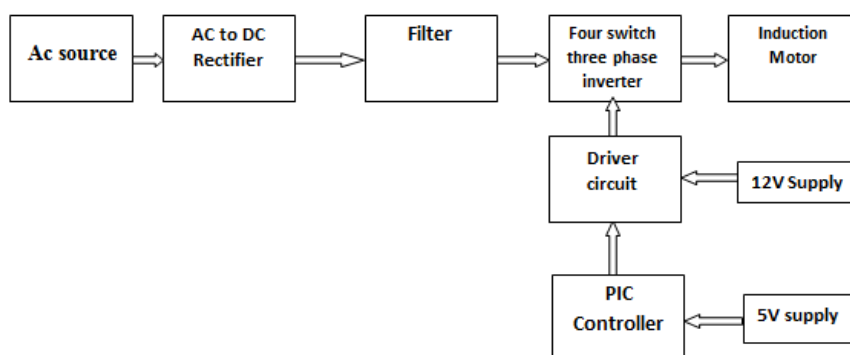 Ac source
AC to DC
Rectifier
Filter
Four switch
three phase
inverter
Induction
Motor
Driver
circuit
12V Supply
PIC
Controller
5V supply